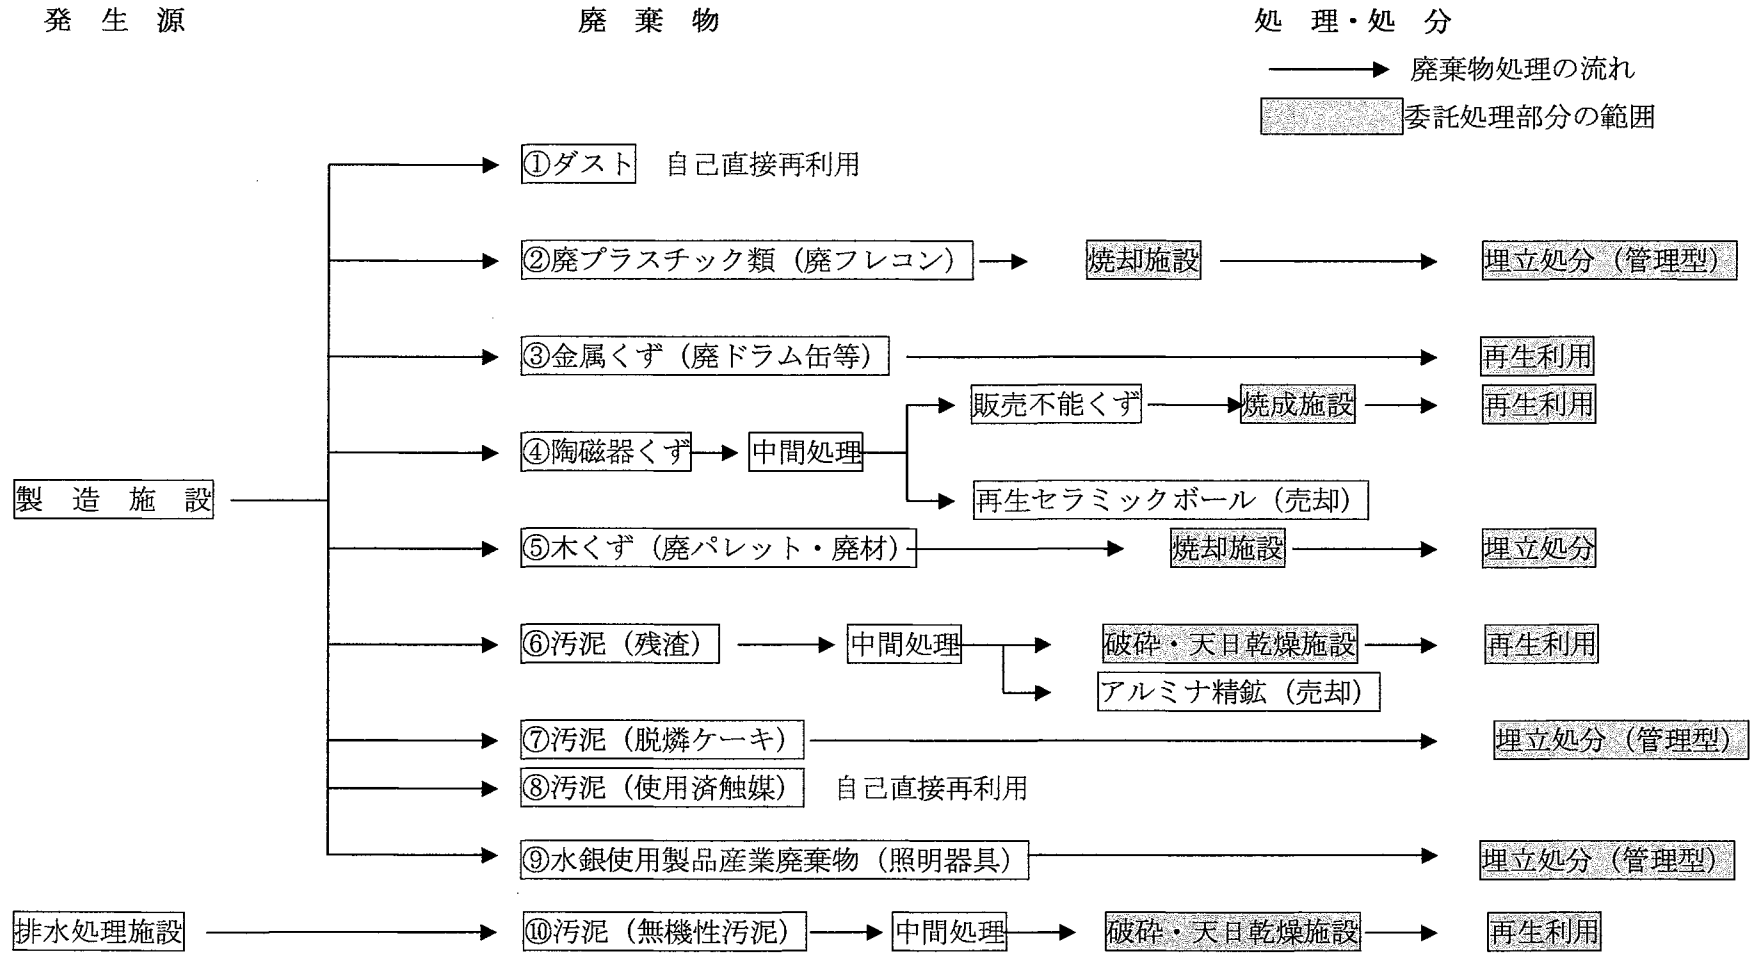 発生源 廃棄物 処理・処分
廃棄物処理の流れ
委託処理部分の範囲
①ダスト 自己直接再利用
②廃プラスチック類（廃フレコン） 焼却施設 埋立処分（管理型）
③金属くず（廃ドラム缶等） 再生利用
販売不能くず 焼成施設 再生利用
④陶磁器くず 中間処理
製造施設 再生セラミックボール（売却）
⑤木くず（廃パレット・廃材） 焼却施設 埋立処分
⑥汚泥（残渣） 中間処理 破砕・天日乾燥施設 再生利用
アルミナ精鉱（売却）
⑦汚泥（脱燐ケーキ） 埋立処分（管理型）
⑧汚泥（使用済触媒） 自己直接再利用
⑨水銀使用製品産業廃棄物（照明器具） 埋立処分（管理型）
排水処理施設 ⑩汚泥（無機性汚泥） 中間処理 破砕・天日乾燥施設 再生利用